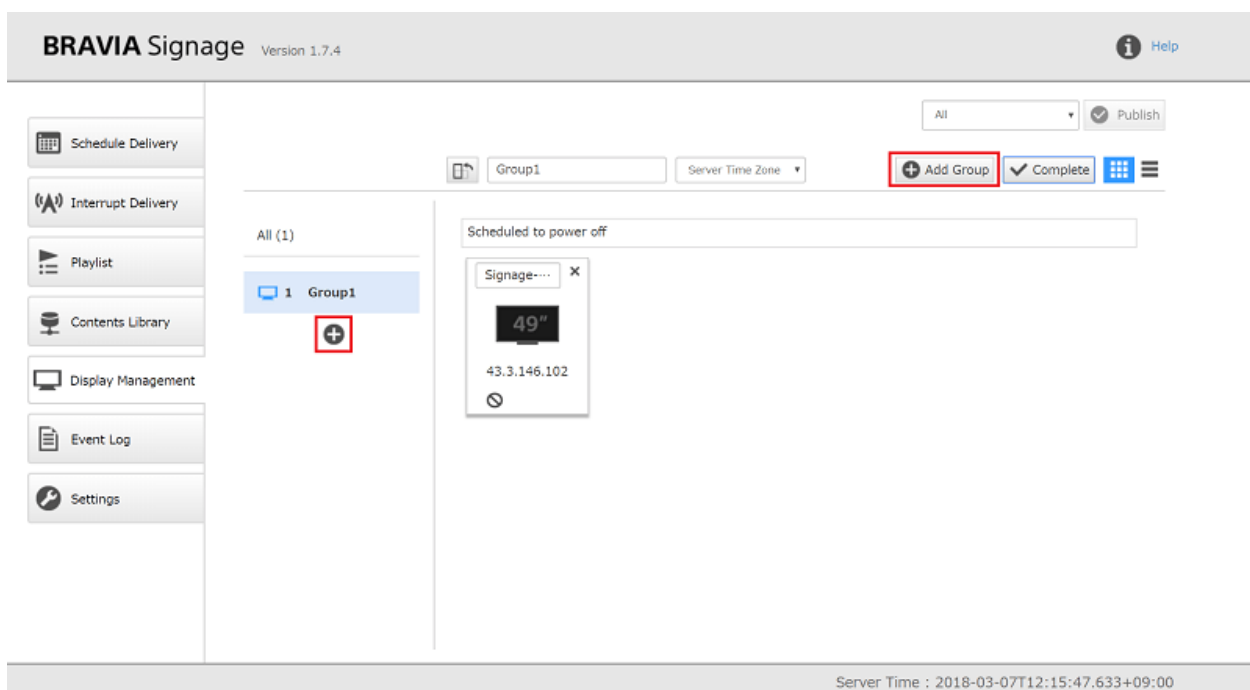 BRAVIA Signage Version 1.7.4
Help
All
Publish
Schedule Delivery
Group1
Server Time Zone
Add Group
Complete
Interrupt Delivery
All (1)
Scheduled to power off
Playlist
Signage-···
1 Group1
Contents Library
49"
43.3.146.102
Display Management
Event Log
Settings
Server Time : 2018-03-07T12:15:47.633+09:00